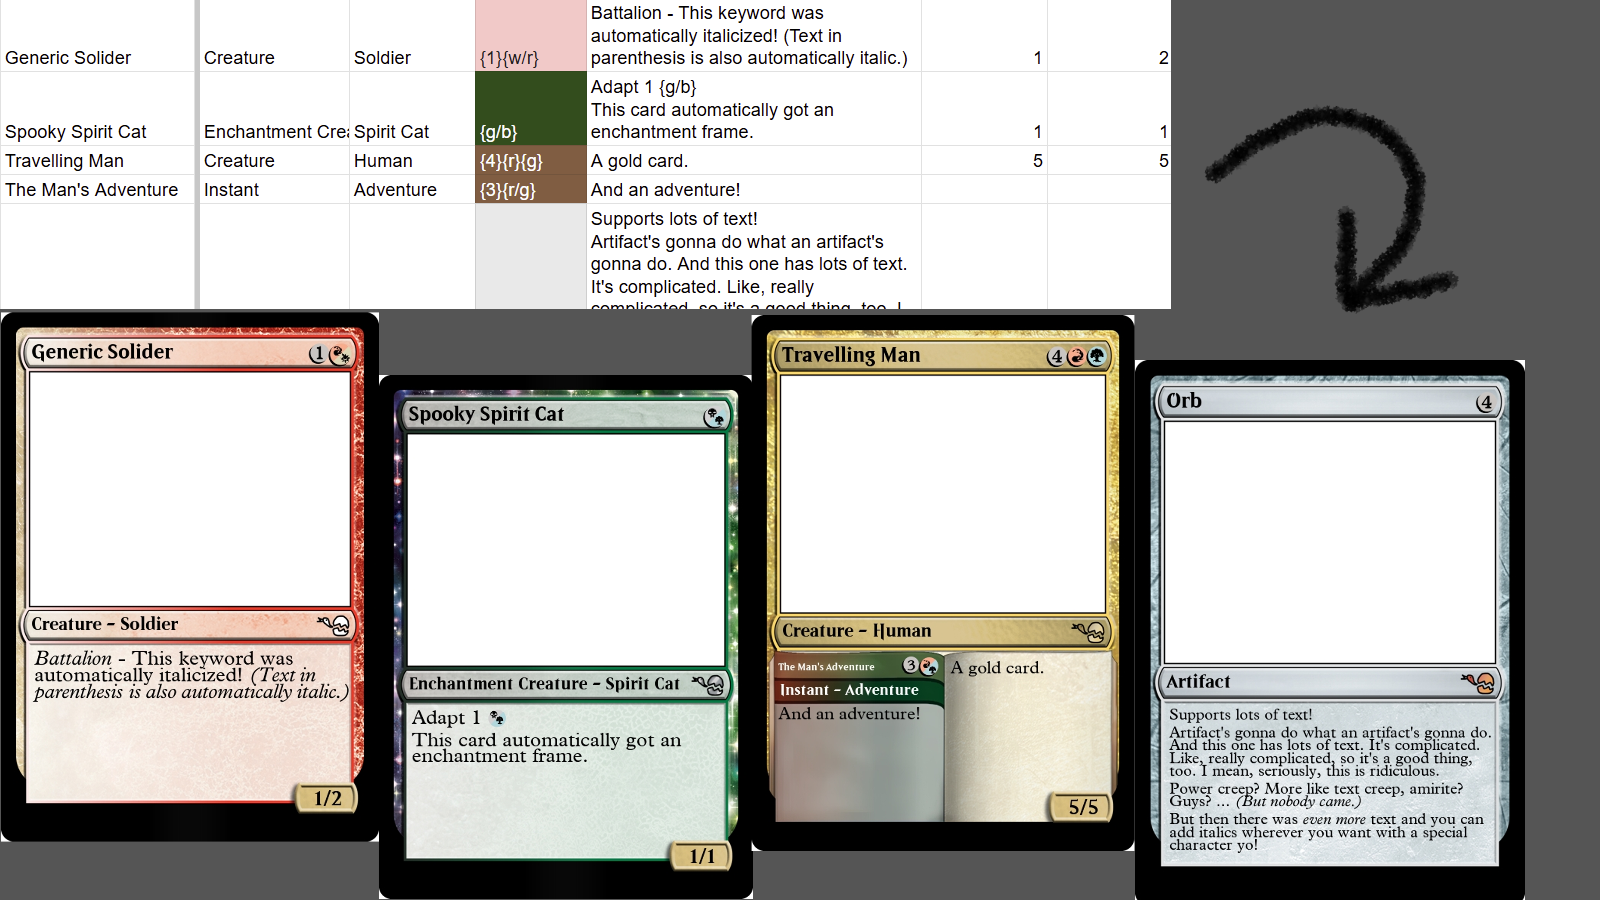 Battalion - This keyword was
automatically italicized! (Text in
Generic Solider Creature Soldier {1}{w/r} parenthesis is also automatically italic.) 1 2
Adapt 1 {g/b}
This card automatically got an
Spooky Spirit Cat Enchantment Crea Spirit Cat {g/b} enchantment frame. 1 1
Travelling Man Creature Human {4}{r}{g} A gold card. 5 5
The Man's Adventure Instant Adventure {3}{r/g} And an adventure!
Supports lots of text!
Artifact's gonna do what an artifact's
gonna do. And this one has lots of text.
It's complicated. Like, really
complicated, so it's a good thing, too. I
Generic Solider 1
Creature – Soldier
Battalion - This keyword was
automatically italicized! (Text in
parenthesis is also automatically italic.)
1/2
Spooky Spirit Cat
Enchantment Creature – Spirit Cat
Adapt 1
This card automatically got an
enchantment frame.
1/1
Travelling Man 4
Creature – Human
The Man's Adventure 3
Instant – Adventure
And an adventure!
A gold card.
5/5
Orb 4
Artifact
Supports lots of text!
Artifact's gonna do what an artifact's gonna do.
And this one has lots of text. It's complicated.
Like, really complicated, so it's a good thing,
too. I mean, seriously, this is ridiculous.
Power creep? More like text creep, amirite?
Guys? ... (But nobody came.)
But then there was even more text and you can
add italics wherever you want with a special
character yo!